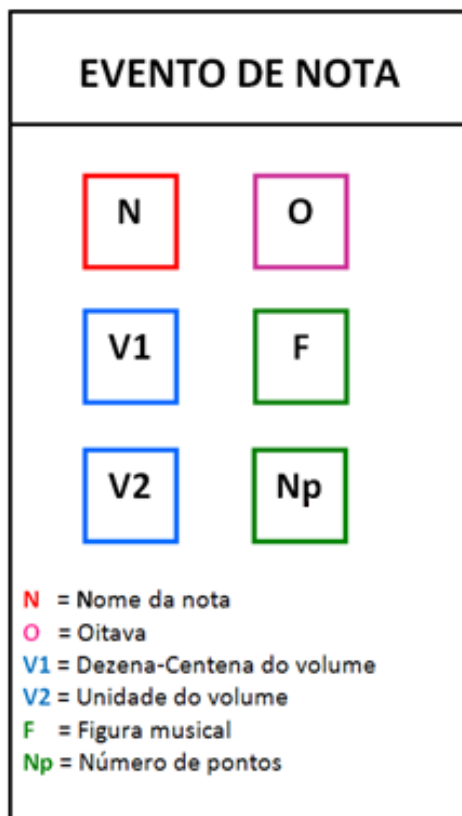 EVENTO DE NOTA
N O
V1 F
V2 Np
N = Nome da nota
O = Oitava
V1 = Dezena-Centena do volume
V2 = Unidade do volume
F = Figura musical
Np = Número de pontos